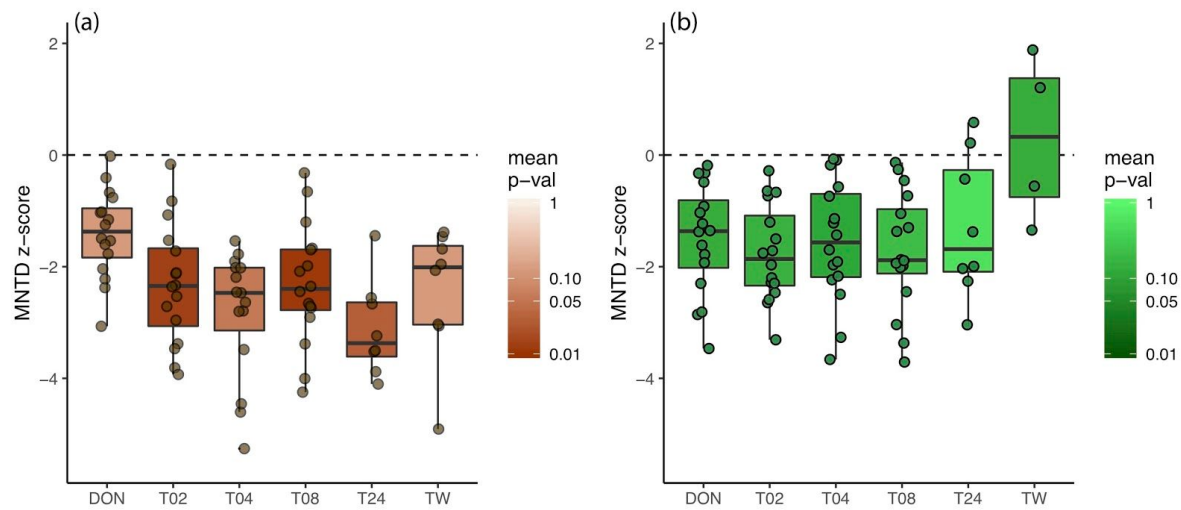 (a)
MNTD z−score
2
0
−2
−4
DON T02 T04 T08 T24 TW
mean
p−val
1
0.10
0.05
0.01
(b)
MNTD z−score
2
0
−2
−4
DON T02 T04 T08 T24 TW
mean
p−val
1
0.10
0.05
0.01